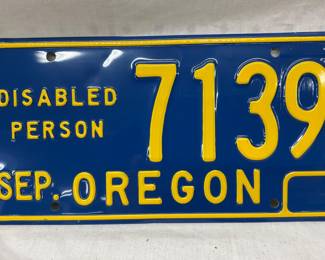 DISABLED
PERSON
7139
SEP. OREGON